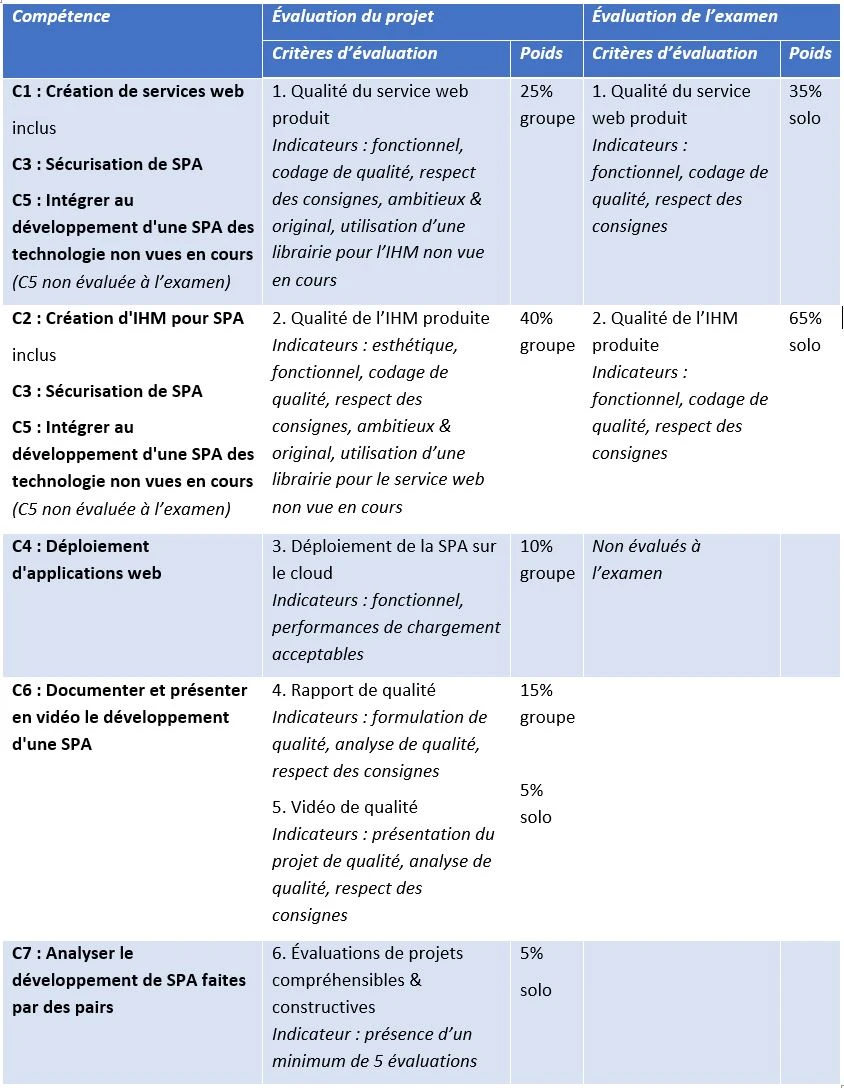 Compétence
Évaluation du projet
Évaluation de l’examen
Critères d’évaluation
Poids
Critères d’évaluation
Poids
C1 : Création de services web
inclus
C3 : Sécurisation de SPA
C5 : Intégrer au
développement d'une SPA des
technologie non vues en cours
(C5 non évaluée à l’examen)
1. Qualité du service web
produit
Indicateurs : fonctionnel,
codage de qualité, respect
des consignes, ambitieux &
original, utilisation d’une
librairie pour l’IHM non vue
en cours
25%
groupe
1. Qualité du service
web produit
Indicateurs :
fonctionnel, codage de
qualité, respect des
consignes
35%
solo
C2 : Création d'IHM pour SPA
inclus
C3 : Sécurisation de SPA
C5 : Intégrer au
développement d'une SPA des
technologie non vues en cours
(C5 non évaluée à l’examen)
2. Qualité de l’IHM produite
Indicateurs : esthétique,
fonctionnel, codage de
qualité, respect des
consignes, ambitieux &
original, utilisation d’une
librairie pour le service web
non vue en cours
40%
groupe
2. Qualité de l’IHM
produite
Indicateurs :
fonctionnel, codage de
qualité, respect des
consignes
65%
solo
C4 : Déploiement
d'applications web
3. Déploiement de la SPA sur
le cloud
Indicateurs : fonctionnel,
performances de chargement
acceptables
10%
groupe
Non évalués à
l’examen
C6 : Documenter et présenter
en vidéo le développement
d'une SPA
4. Rapport de qualité
Indicateurs : formulation de
qualité, analyse de qualité,
respect des consignes
15%
groupe
5. Vidéo de qualité
Indicateurs : présentation du
projet de qualité, analyse de
qualité, respect des
consignes
5%
solo
C7 : Analyser le
développement de SPA faites
par des pairs
6. Évaluations de projets
compréhensibles &
constructives
Indicateur : présence d’un
minimum de 5 évaluations
5%
solo